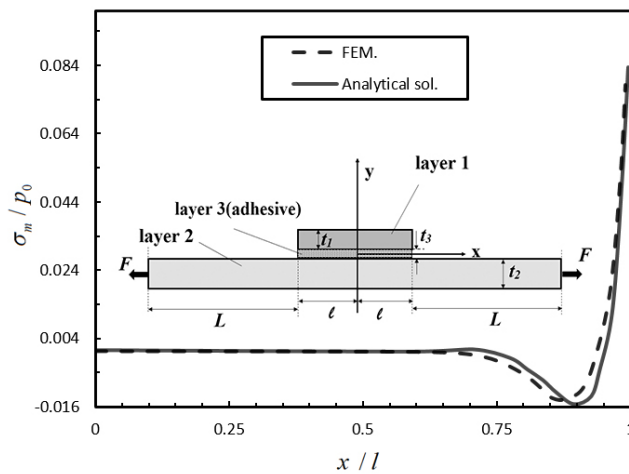 0.084
0.064
0.044
0.024
0.004
-0.016
σm / p0
FEM.
Analytical sol.
y
layer 1
layer 3(adhesive)
t1
t3
layer 2
x
F
F
t2
L
ℓ
ℓ
L
0
0.25
0.5
0.75
1
x / l